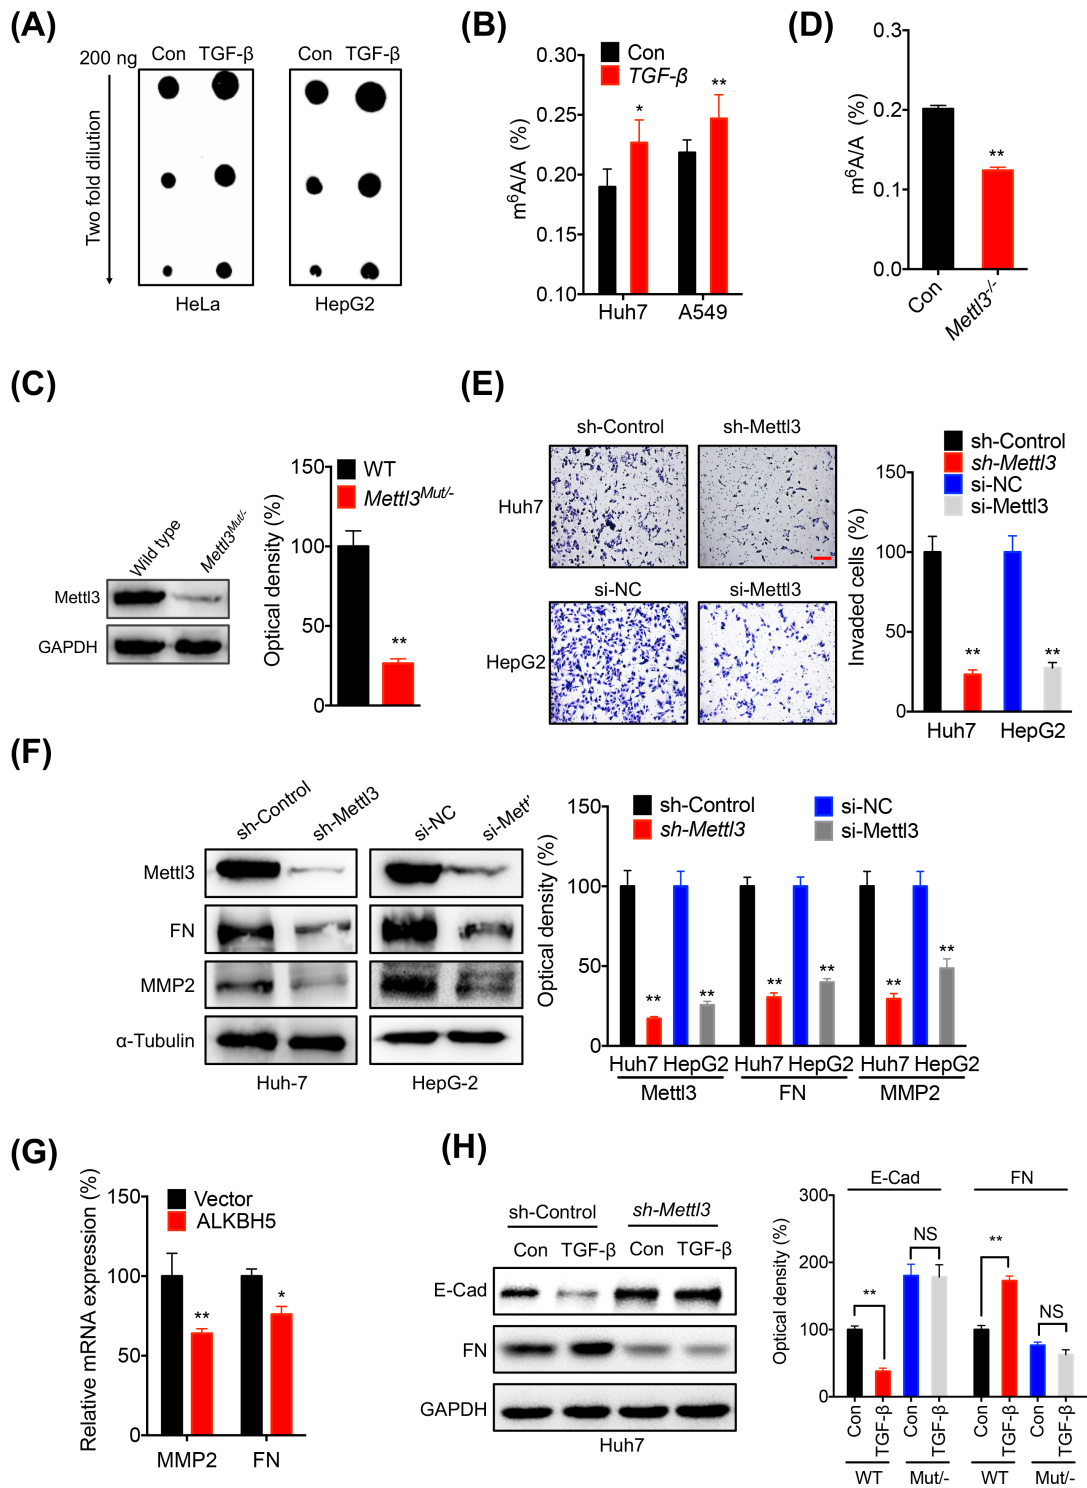 (A)
Con TGF-β Con TGF-β
200 ng
Two fold dilution
HeLa HepG2
(B)
Con
TGF-β
m⁶A/A (%)
0.30
0.25
0.20
0.15
0.10
* **
Huh7 A549
(D)
m⁶A/A (%)
0.3
0.2
0.1
0.0
**
Con Mettl3-/-
(C)
Wild type Mettl3Mut/-
Mettl3
GAPDH
Optical density (%)
150
100
50
0
WT
Mettl3Mut/-
**
(E)
sh-Control sh-Mettl3
Huh7
si-NC si-Mettl3
HepG2
sh-Control
sh-Mettl3
si-NC
si-Mettl3
Invaded cells (%)
150
100
50
0
** **
Huh7 HepG2
(F)
sh-Control sh-Mettl3 si-NC si-Mettl
Mettl3
FN
MMP2
α-Tubulin
Huh-7 HepG-2
sh-Control si-NC
sh-Mettl3 si-Mettl3
Optical density (%)
150
100
50
0
** ** ** ** ** **
Huh7 HepG2 Huh7 HepG2 Huh7 HepG2
Mettl3 FN MMP2
(G)
Relative mRNA expression (%)
150
100
50
0
Vector
ALKBH5
** *
MMP2 FN
(H)
sh-Control sh-Mettl3
Con TGF-β Con TGF-β
E-Cad
FN
GAPDH
Huh7
E-Cad FN
Optical density (%)
300
200
100
0
** NS ** NS
Con TGF-β Con TGF-β Con TGF-β Con TGF-β
WT Mut/- WT Mut/-